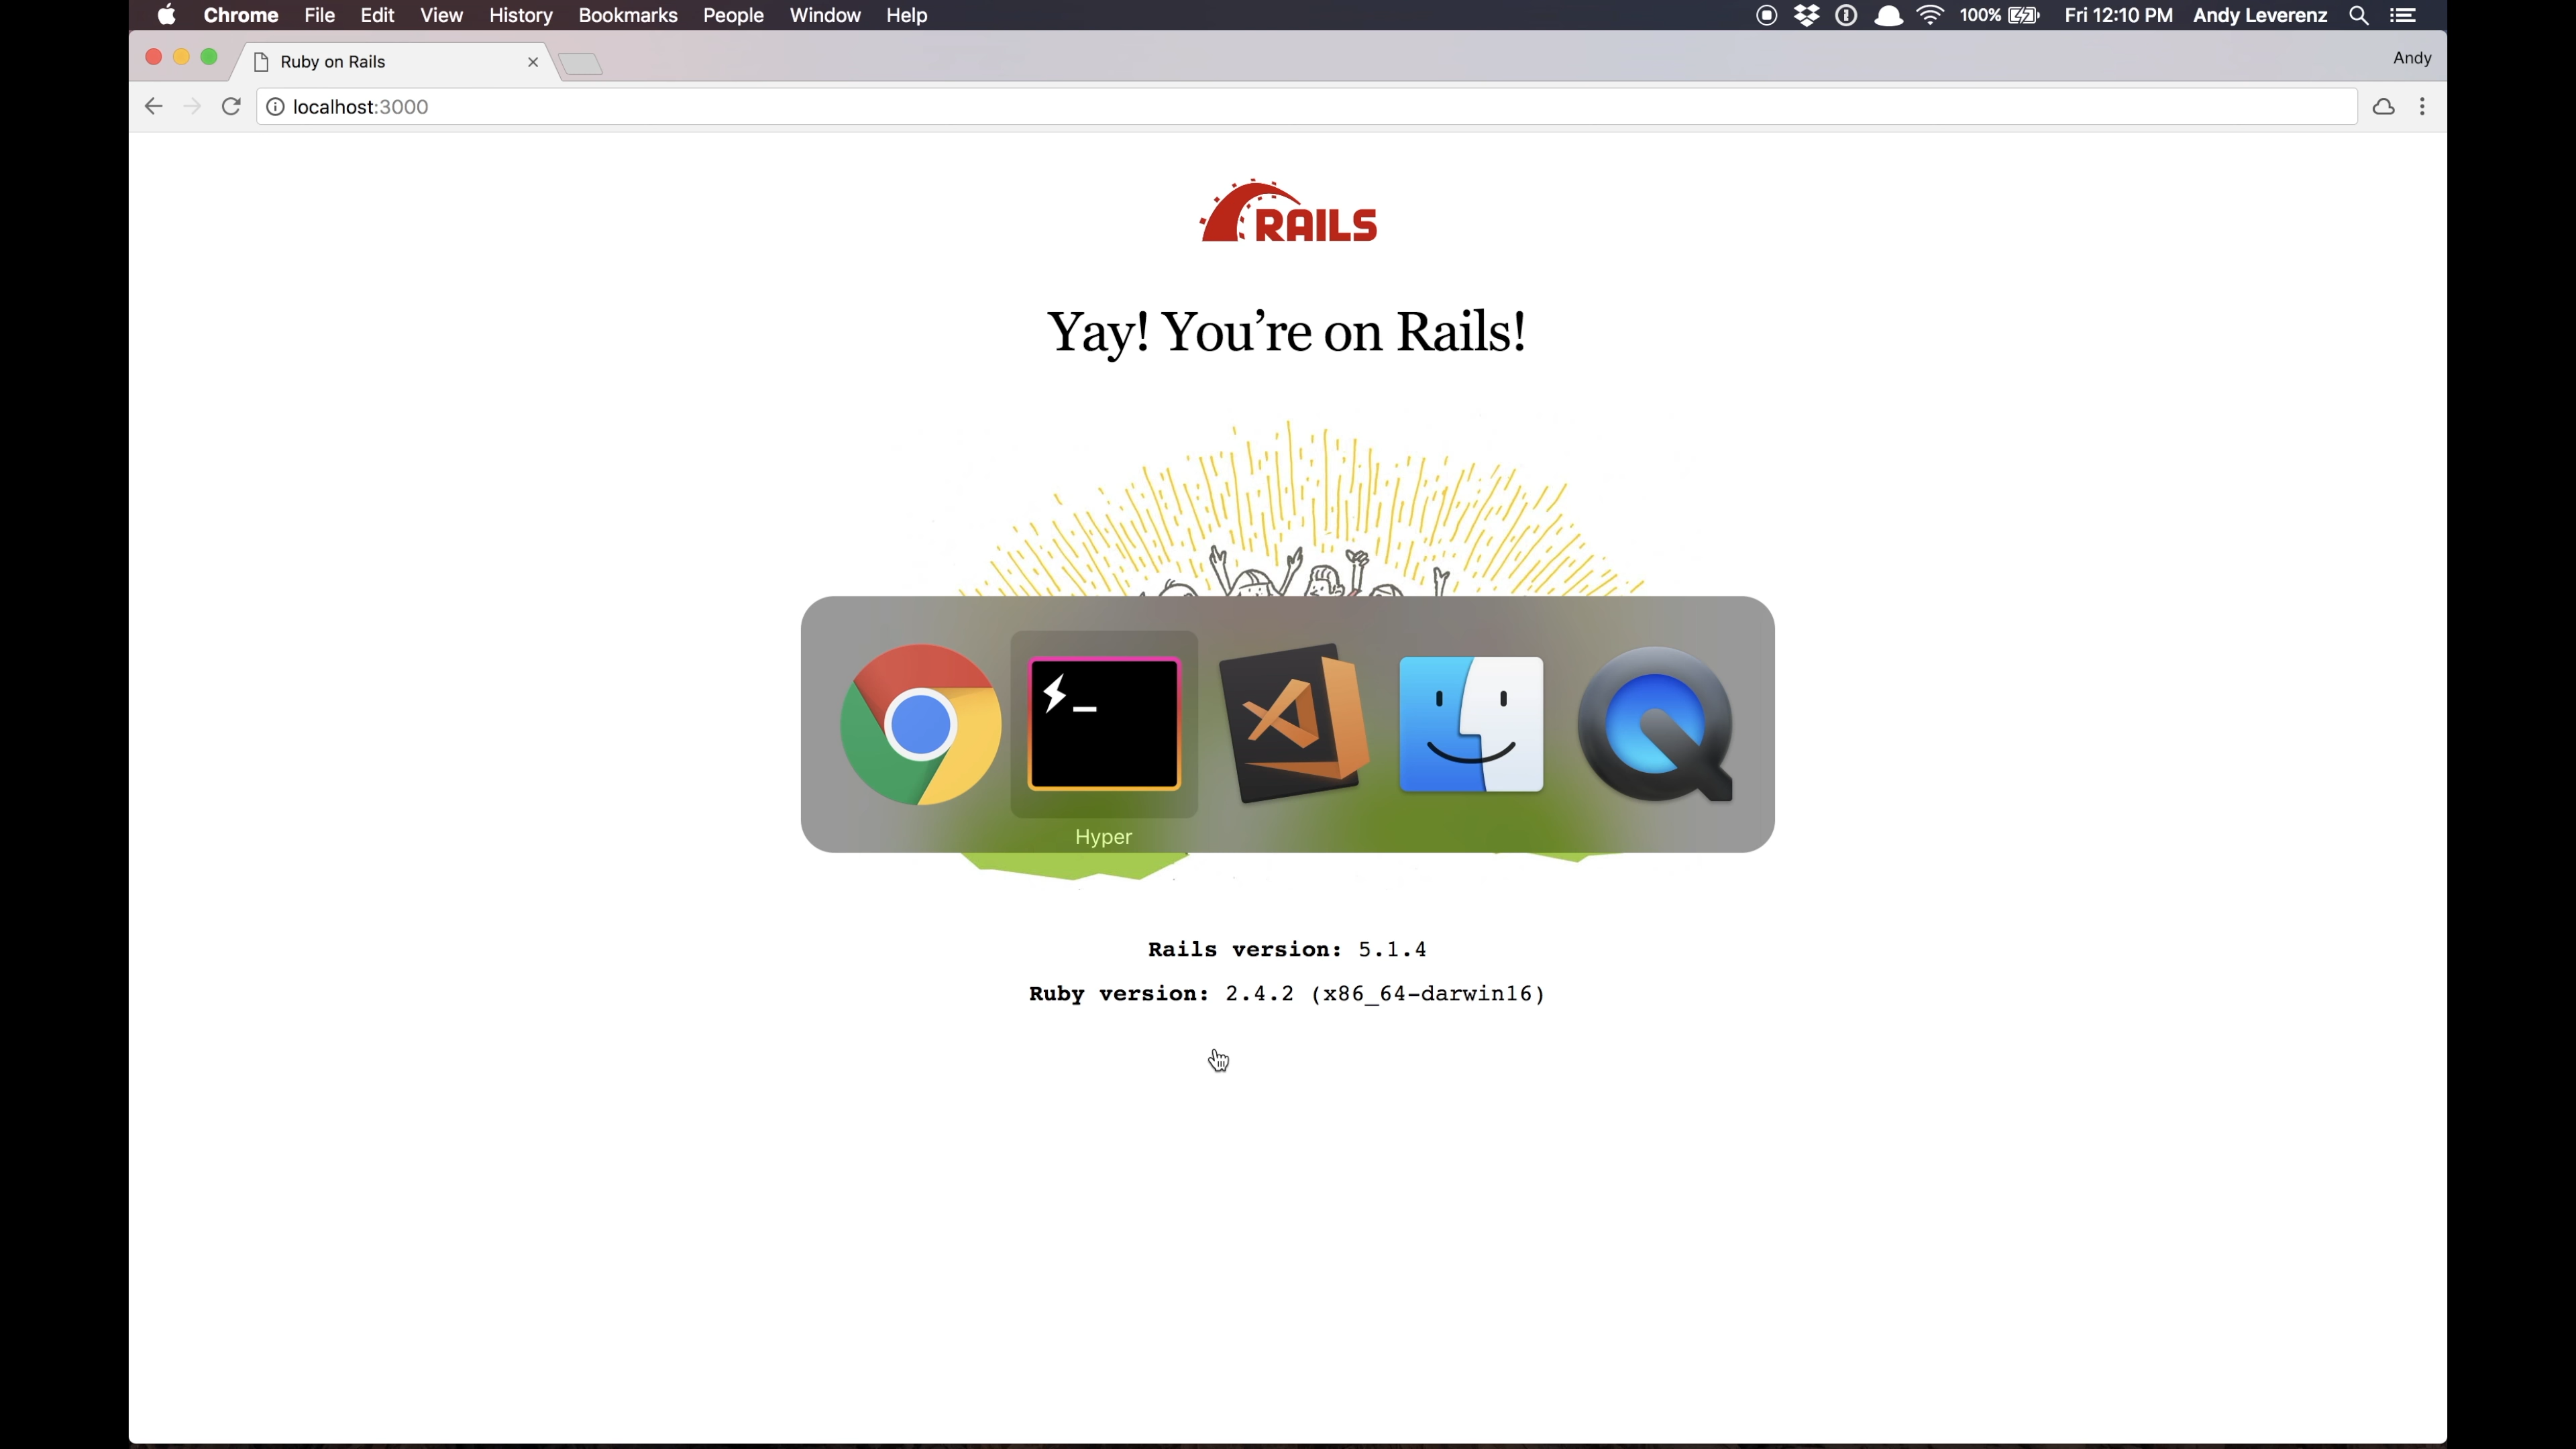 Chrome File Edit View History Bookmarks People Window Help 100% Fri 12:10 PM Andy Leverenz
Ruby on Rails Andy
localhost:3000
RAILS
Yay! You’re on Rails!
Hyper
Rails version: 5.1.4
Ruby version: 2.4.2 (x86_64-darwin16)